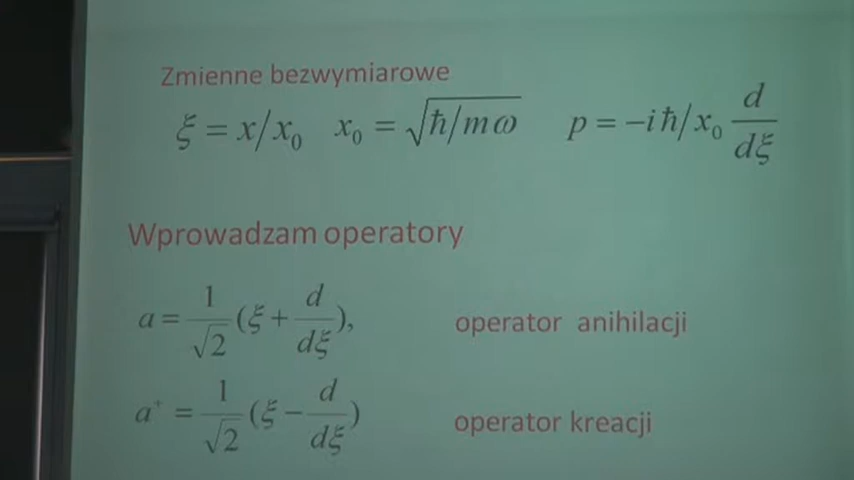 Zmienne bezwymiarowe
ξ = x/x₀ x₀ = √(ħ/mω) p = −iħ/x₀ d/dξ
Wprowadzam operatory
a = 1/√2 (ξ + d/dξ), operator anihilacji
a⁺ = 1/√2 (ξ − d/dξ) operator kreacji